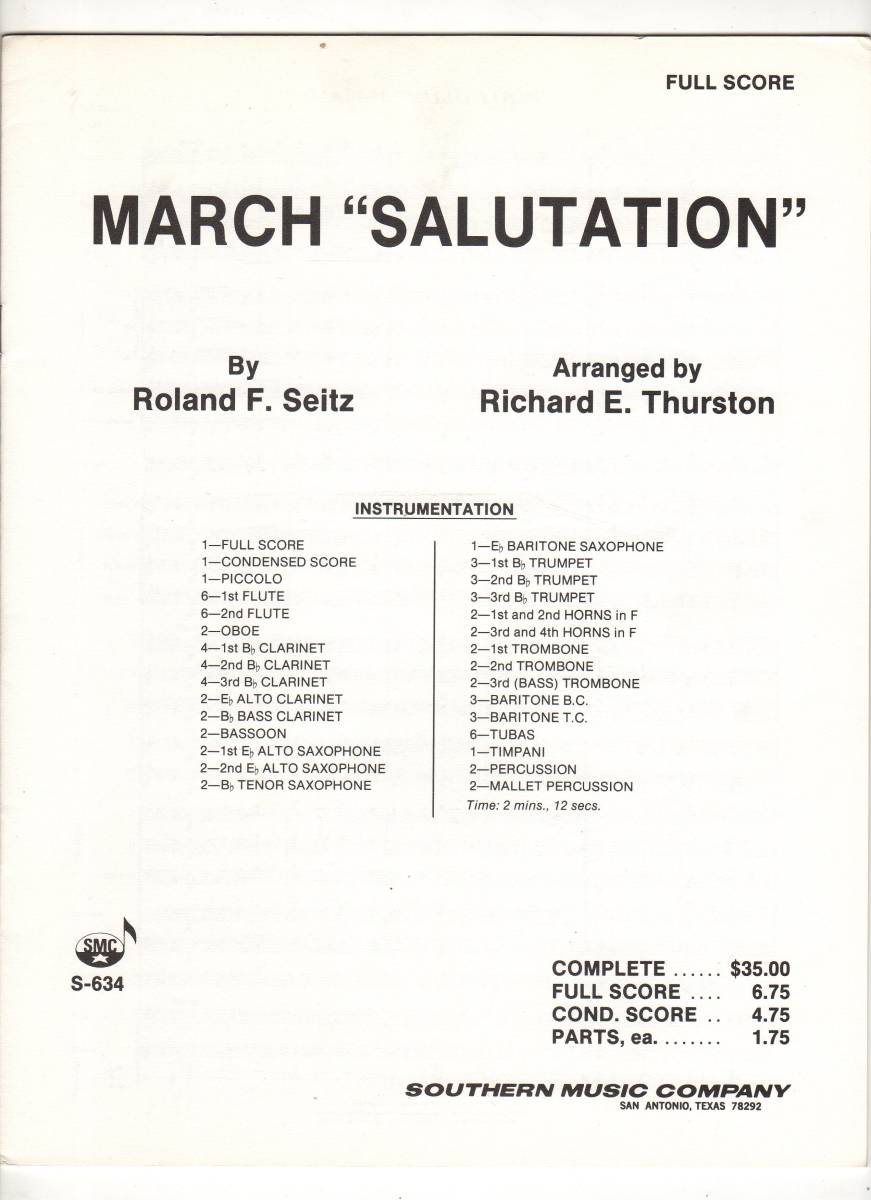 FULL SCORE
MARCH “SALUTATION”
By
Roland F. Seitz
Arranged by
Richard E. Thurston
INSTRUMENTATION
1—FULL SCORE
1—CONDENSED SCORE
1—PICCOLO
6—1st FLUTE
6—2nd FLUTE
2—OBOE
4—1st B♭ CLARINET
4—2nd B♭ CLARINET
4—3rd B♭ CLARINET
2—E♭ ALTO CLARINET
2—B♭ BASS CLARINET
2—BASSOON
2—1st E♭ ALTO SAXOPHONE
2—2nd E♭ ALTO SAXOPHONE
2—B♭ TENOR SAXOPHONE
1—E♭ BARITONE SAXOPHONE
3—1st B♭ TRUMPET
3—2nd B♭ TRUMPET
3—3rd B♭ TRUMPET
2—1st and 2nd HORNS in F
2—3rd and 4th HORNS in F
2—1st TROMBONE
2—2nd TROMBONE
2—3rd (BASS) TROMBONE
3—BARITONE B.C.
3—BARITONE T.C.
6—TUBAS
1—TIMPANI
2—PERCUSSION
2—MALLET PERCUSSION
Time: 2 mins., 12 secs.
SMC
S-634
COMPLETE ...... $35.00
FULL SCORE .... 6.75
COND. SCORE .. 4.75
PARTS, ea. ....... 1.75
SOUTHERN MUSIC COMPANY
SAN ANTONIO, TEXAS 78292